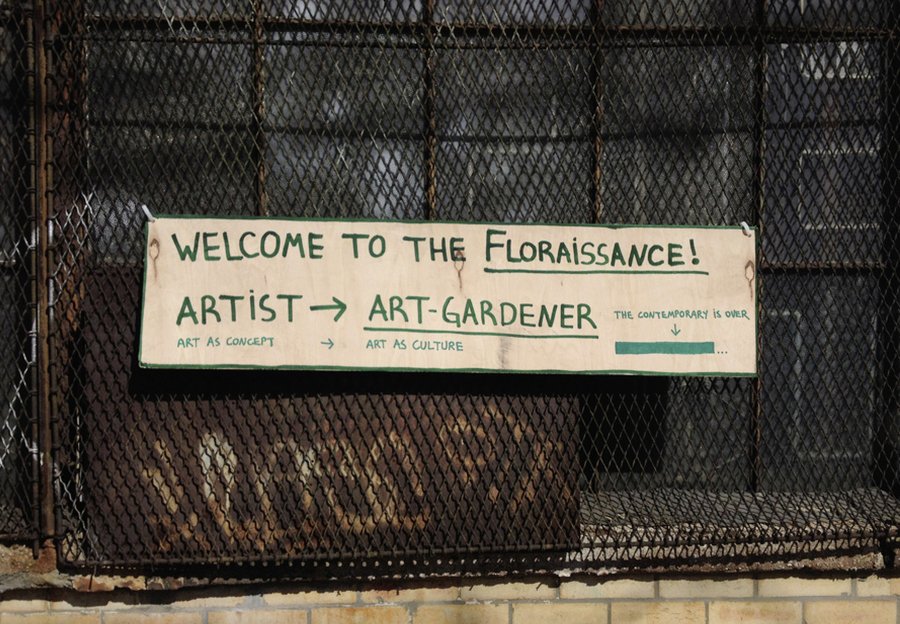 WELCOME TO THE FLORAiSSANCE!
ARTiST → ART-GARDENER
ART AS CONCEPT → ART AS CULTURE
THE CONTEMPORARY iS OVER
↓
...